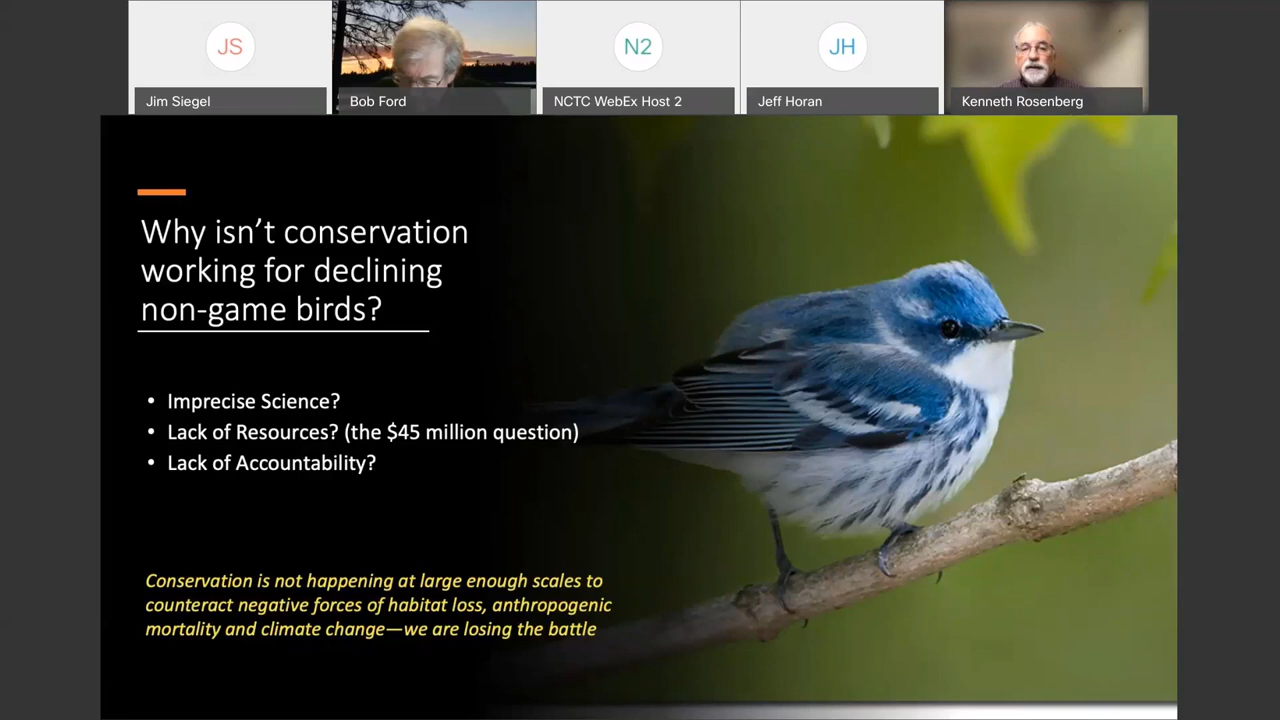 JS
N2
JH
Jim Siegel
Bob Ford
NCTC WebEx Host 2
Jeff Horan
Kenneth Rosenberg
Why isn’t conservation
working for declining
non-game birds?
• Imprecise Science?
• Lack of Resources? (the $45 million question)
• Lack of Accountability?
Conservation is not happening at large enough scales to
counteract negative forces of habitat loss, anthropogenic
mortality and climate change—we are losing the battle